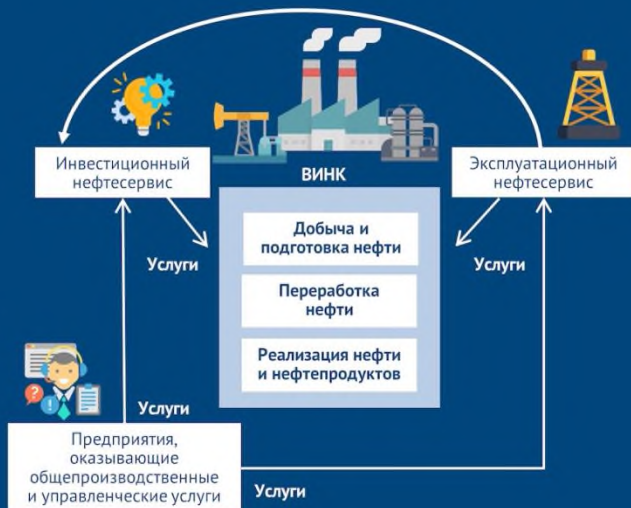 Инвестиционный
нефтесервис
ВИНК
Эксплуатационный
нефтесервис
Добыча и
подготовка нефти
Услуги
Услуги
Переработка
нефти
Реализация нефти
и нефтепродуктов
Услуги
Предприятия,
оказывающие
общепроизводственные
и управленческие услуги
Услуги